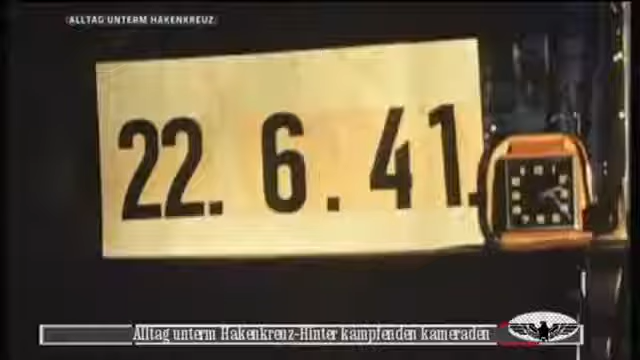 ALLTAG UNTERM HAKENKREUZ
22. 6. 41.
Alltag unterm Hakenkreuz-Hinter kampfenden kameraden